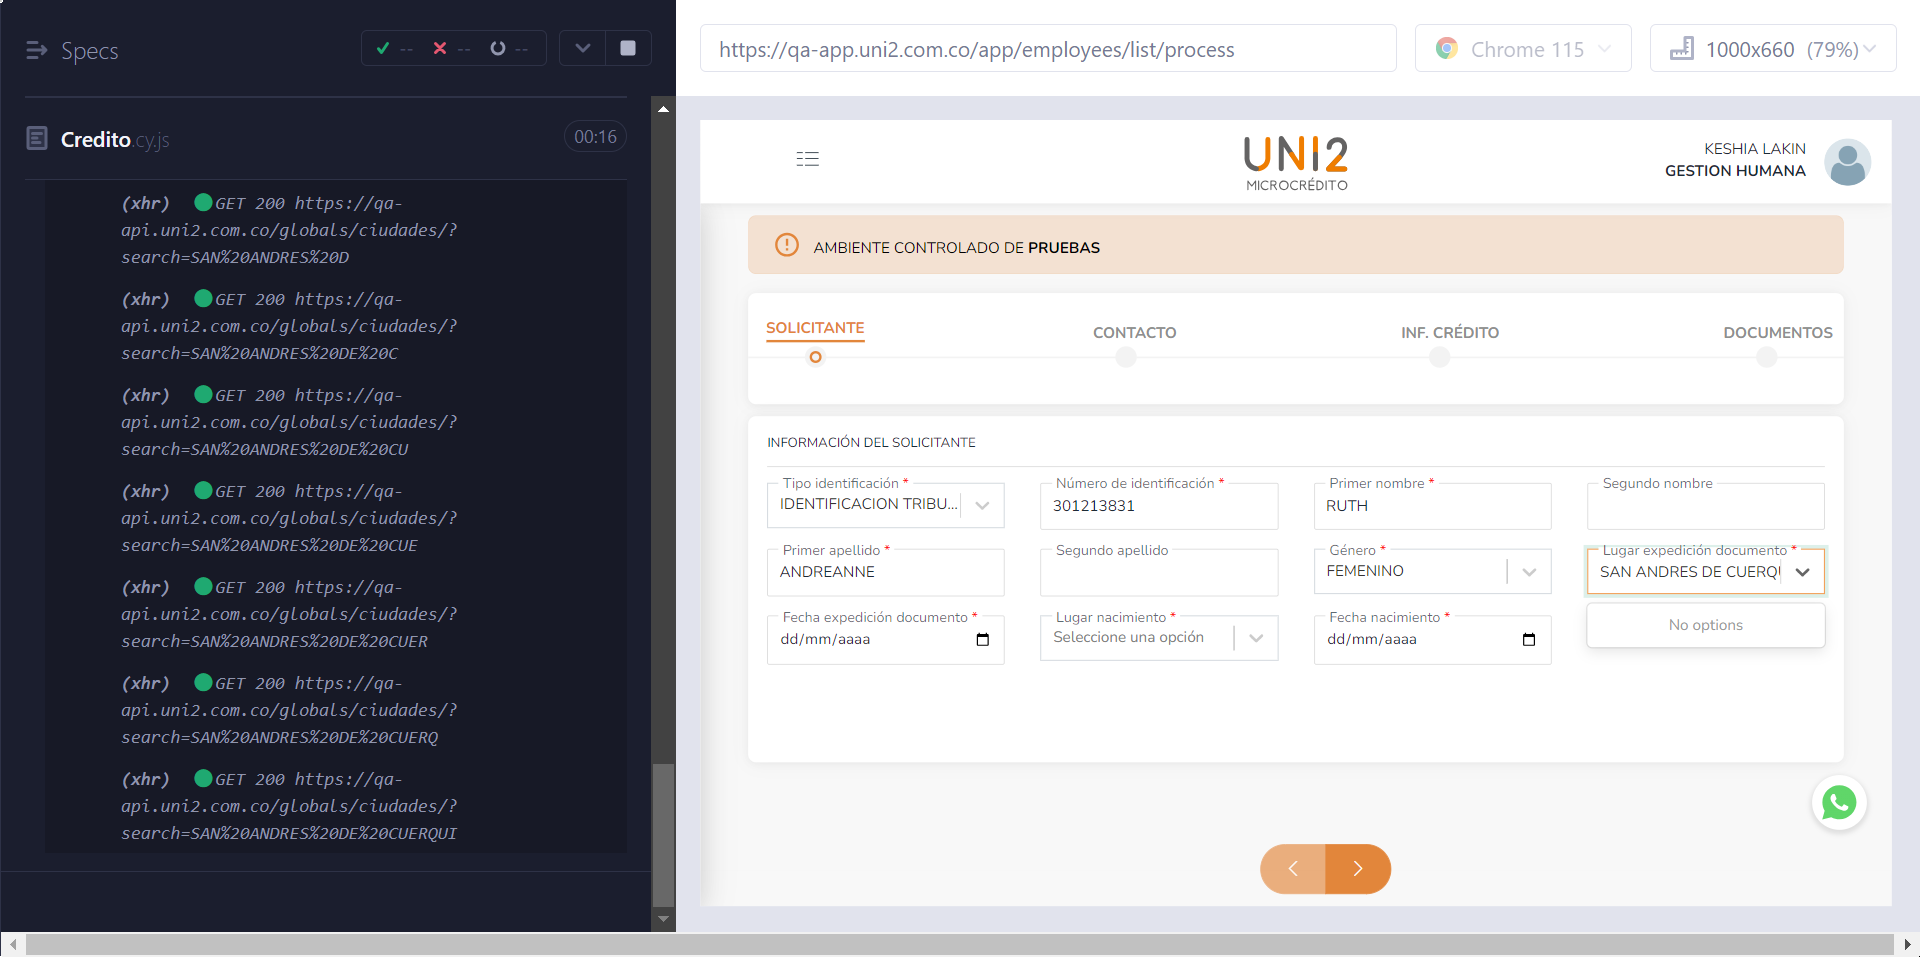 Specs
-- -- --
Credito.cy.js
00:16
(xhr) GET 200 https://qa-
api.uni2.com.co/globals/ciudades/?
search=SAN%20ANDRES%20D
(xhr) GET 200 https://qa-
api.uni2.com.co/globals/ciudades/?
search=SAN%20ANDRES%20DE%20C
(xhr) GET 200 https://qa-
api.uni2.com.co/globals/ciudades/?
search=SAN%20ANDRES%20DE%20CU
(xhr) GET 200 https://qa-
api.uni2.com.co/globals/ciudades/?
search=SAN%20ANDRES%20DE%20CUE
(xhr) GET 200 https://qa-
api.uni2.com.co/globals/ciudades/?
search=SAN%20ANDRES%20DE%20CUER
(xhr) GET 200 https://qa-
api.uni2.com.co/globals/ciudades/?
search=SAN%20ANDRES%20DE%20CUERQ
(xhr) GET 200 https://qa-
api.uni2.com.co/globals/ciudades/?
search=SAN%20ANDRES%20DE%20CUERQUI
https://qa-app.uni2.com.co/app/employees/list/process
Chrome 115
1000x660 (79%)
UNI2
MICROCRÉDITO
KESHIA LAKIN
GESTION HUMANA
AMBIENTE CONTROLADO DE PRUEBAS
SOLICITANTE
CONTACTO
INF. CRÉDITO
DOCUMENTOS
INFORMACIÓN DEL SOLICITANTE
Tipo identificación *
IDENTIFICACION TRIBU...
Número de identificación *
301213831
Primer nombre *
RUTH
Segundo nombre
Primer apellido *
ANDREANNE
Segundo apellido
Género *
FEMENINO
Lugar expedición documento *
SAN ANDRES DE CUERQU
Fecha expedición documento *
dd/mm/aaaa
Lugar nacimiento *
Seleccione una opción
Fecha nacimiento *
dd/mm/aaaa
No options